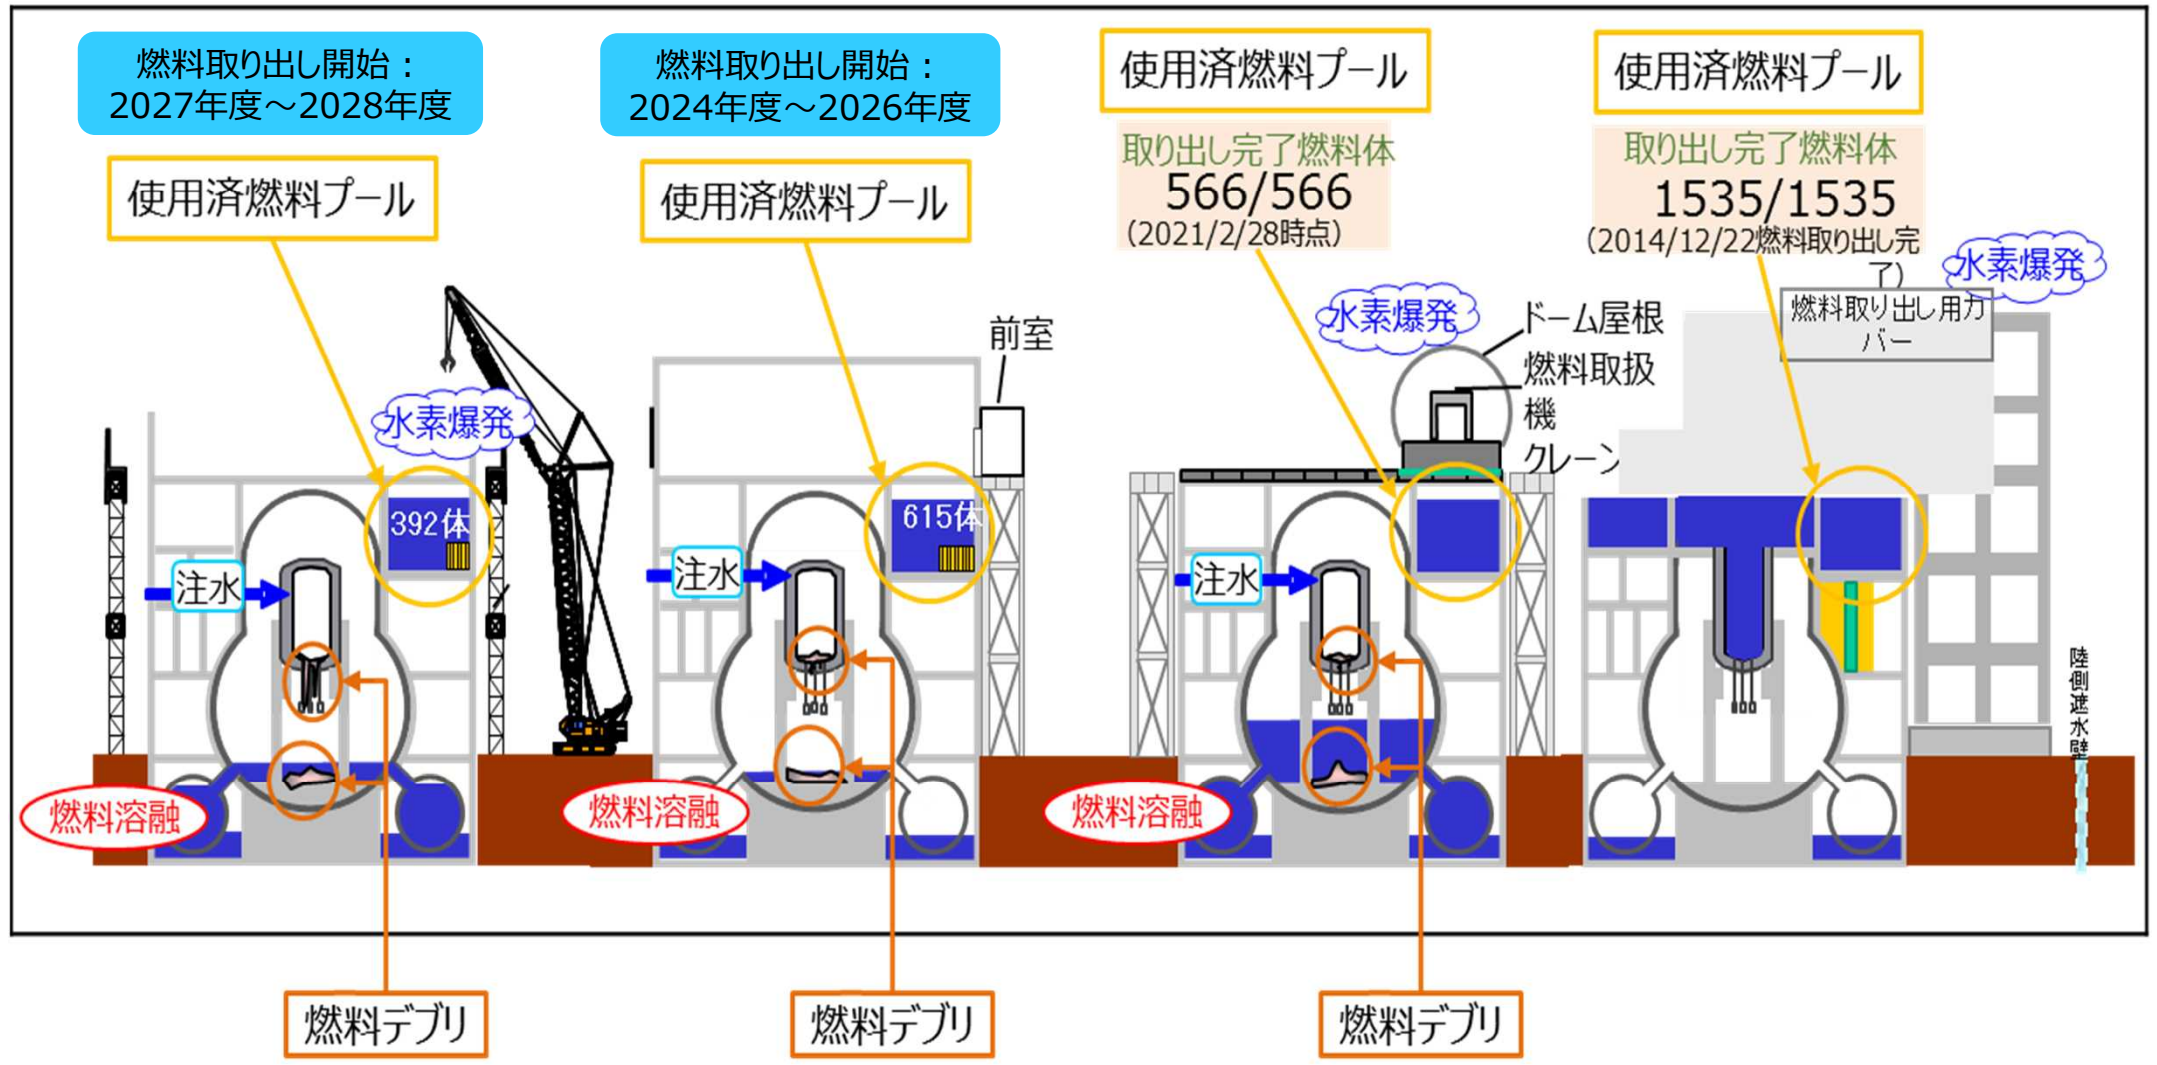 燃料取り出し開始：
2027年度～2028年度
使用済燃料プール
水素爆発
392体
注水
燃料溶融
燃料デブリ
燃料取り出し開始：
2024年度～2026年度
使用済燃料プール
前室
615体
注水
燃料溶融
燃料デブリ
使用済燃料プール
取り出し完了燃料体
566/566
(2021/2/28時点)
水素爆発
ドーム屋根
燃料取扱
機
クレーン
注水
燃料溶融
燃料デブリ
使用済燃料プール
取り出し完了燃料体
1535/1535
(2014/12/22燃料取り出し完
了)
水素爆発
燃料取り出し用カ
バー
陸側遮水壁